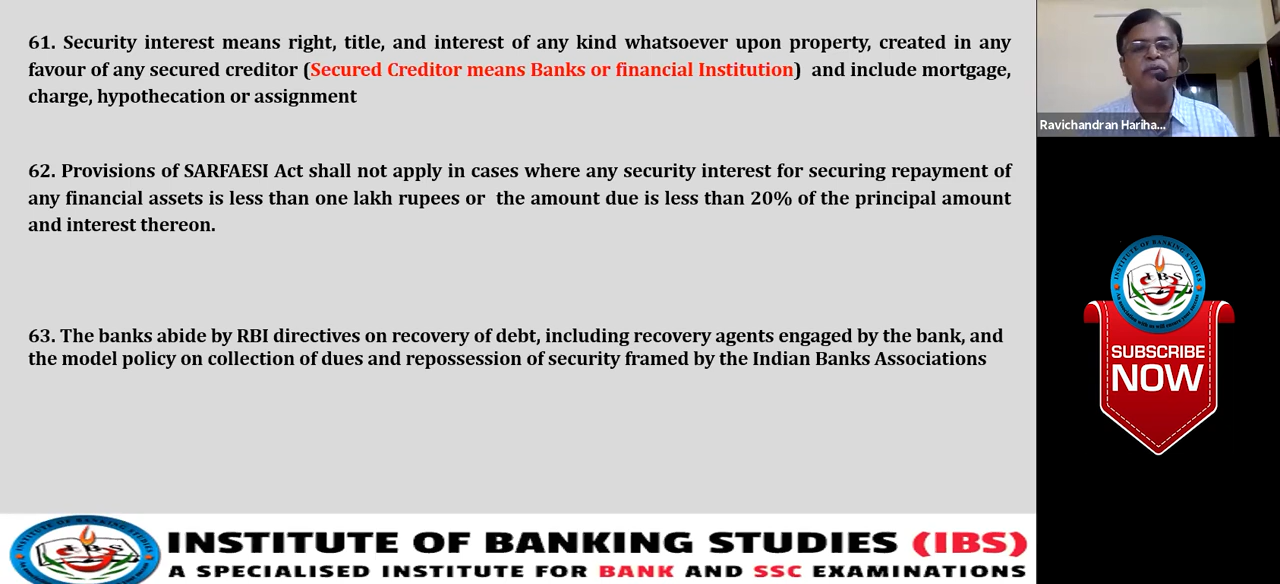 61. Security interest means right, title, and interest of any kind whatsoever upon property, created in any
favour of any secured creditor (Secured Creditor means Banks or financial Institution) and include mortgage,
charge, hypothecation or assignment
62. Provisions of SARFAESI Act shall not apply in cases where any security interest for securing repayment of
any financial assets is less than one lakh rupees or the amount due is less than 20% of the principal amount
and interest thereon.
63. The banks abide by RBI directives on recovery of debt, including recovery agents engaged by the bank, and
the model policy on collection of dues and repossession of security framed by the Indian Banks Associations
INSTITUTE OF BANKING STUDIES (IBS)
A SPECIALISED INSTITUTE FOR BANK AND SSC EXAMINATIONS
Ravichandran Hariha...
INSTITUTE OF BANKING STUDIES
IBS
SUBSCRIBE
NOW